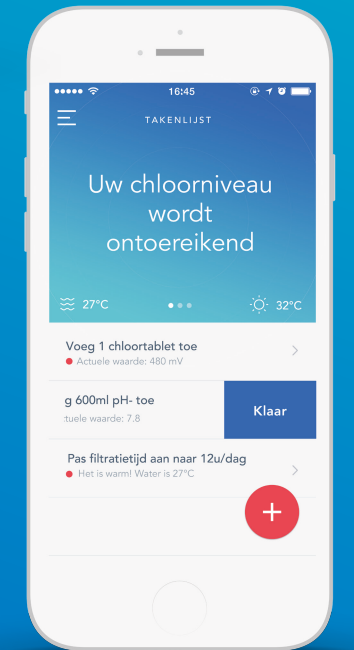 16:45
TAKENLIJST
Uw chloorniveau
wordt
ontoereikend
27°C
32°C
Voeg 1 chloortablet toe
Actuele waarde: 480 mV
g 600ml pH- toe
tuele waarde: 7.8
Klaar
Pas filtratietijd aan naar 12u/dag
Het is warm! Water is 27°C
+